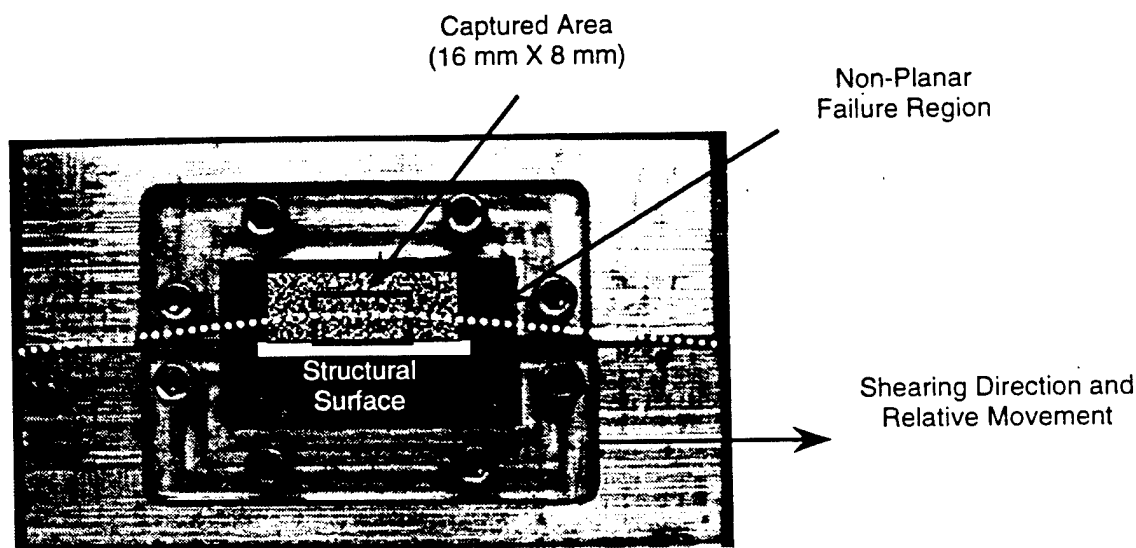 Captured Area
(16 mm X 8 mm)
Non-Planar
Failure Region
Structural
Surface
Shearing Direction and
Relative Movement